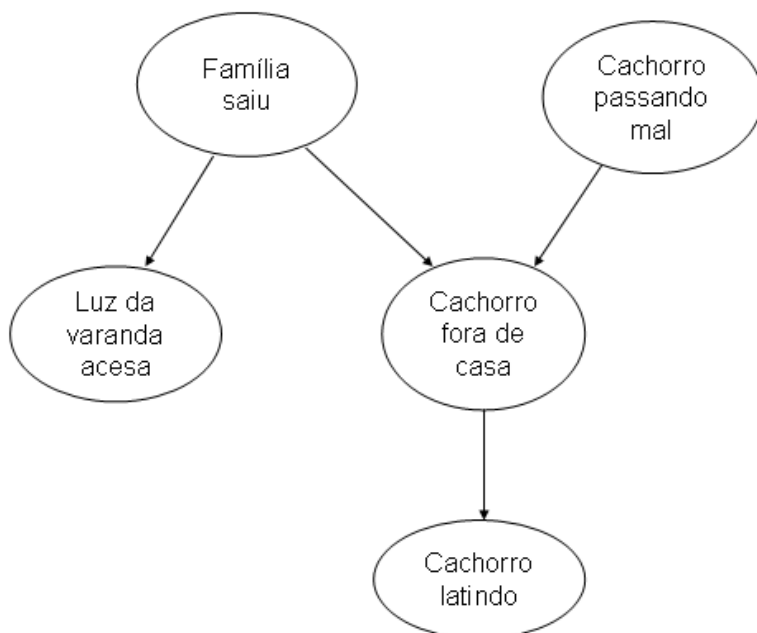 Família
saiu
Cachorro
passando
mal
Luz da
varanda
acesa
Cachorro
fora de
casa
Cachorro
latindo